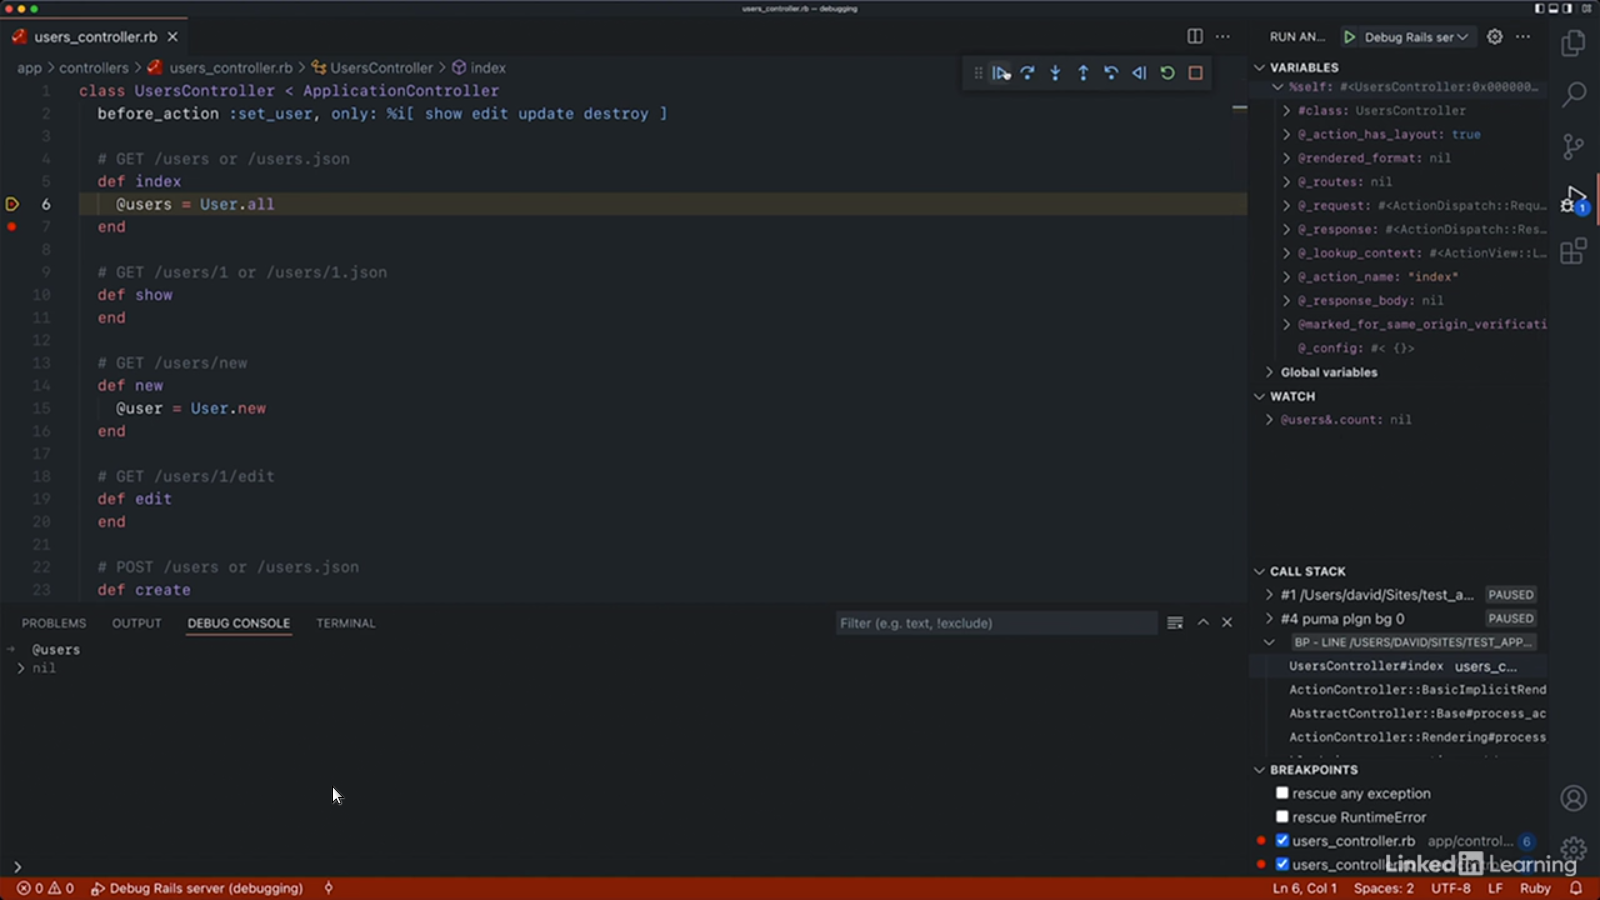 users_controller.rb — debugging
users_controller.rb
RUN AN...
Debug Rails ser
app > controllers > users_controller.rb > UsersController > index
1 class UsersController < ApplicationController
2 before_action :set_user, only: %i[ show edit update destroy ]
3
4 # GET /users or /users.json
5 def index
6 @users = User.all
7 end
8
9 # GET /users/1 or /users/1.json
10 def show
11 end
12
13 # GET /users/new
14 def new
15 @user = User.new
16 end
17
18 # GET /users/1/edit
19 def edit
20 end
21
22 # POST /users or /users.json
23 def create
VARIABLES
%self: #<UsersController:0x000000...
#class: UsersController
@_action_has_layout: true
@rendered_format: nil
@_routes: nil
@_request: #<ActionDispatch::Requ...
@_response: #<ActionDispatch::Res...
@_lookup_context: #<ActionView::L...
@_action_name: "index"
@_response_body: nil
@marked_for_same_origin_verificati
@_config: #< {}>
Global variables
WATCH
@users&.count: nil
CALL STACK
#1 /Users/david/Sites/test_a... PAUSED
#4 puma plgn bg 0 PAUSED
BP - LINE /USERS/DAVID/SITES/TEST_APP...
UsersController#index users_c...
ActionController::BasicImplicitRend
AbstractController::Base#process_ac
ActionController::Rendering#process_
BREAKPOINTS
rescue any exception
rescue RuntimeError
users_controller.rb app/control... 6
users_controller
1
PROBLEMS OUTPUT DEBUG CONSOLE TERMINAL
Filter (e.g. text, !exclude)
@users
nil
LinkedIn Learning
0 0 Debug Rails server (debugging)
Ln 6, Col 1 Spaces: 2 UTF-8 LF Ruby